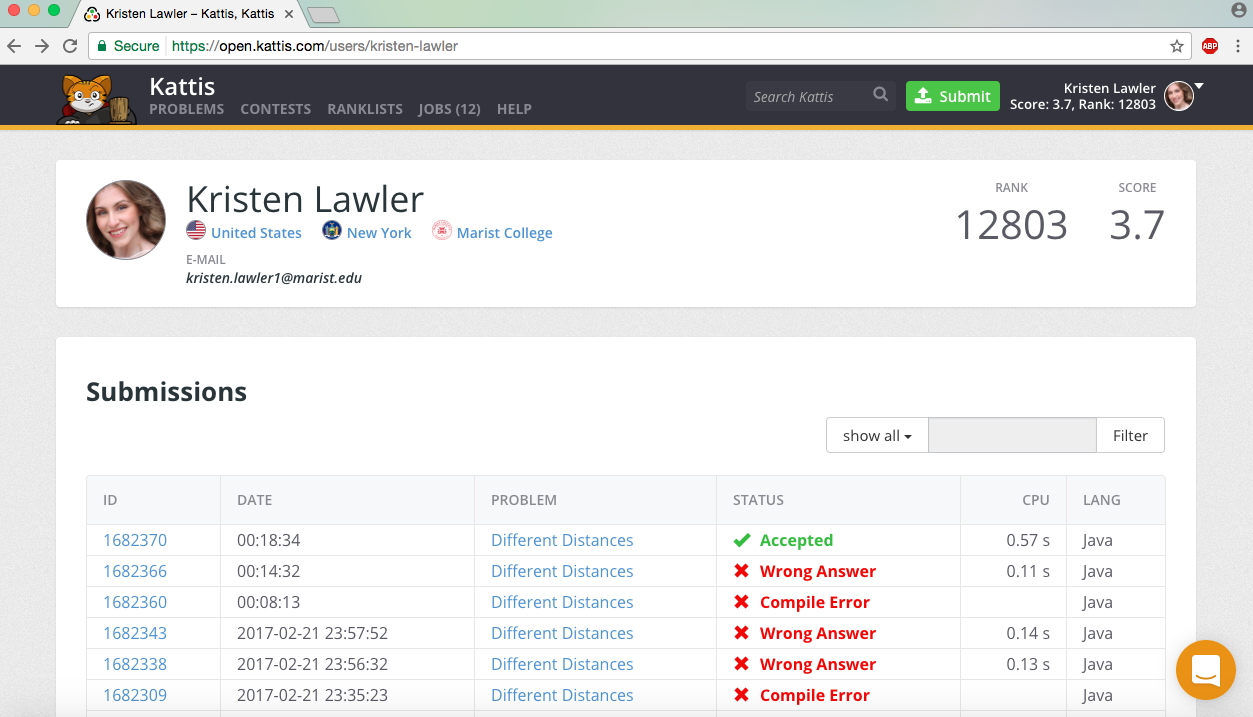 Kristen Lawler – Kattis, Kattis
Secure https://open.kattis.com/users/kristen-lawler
ABP
Kattis
PROBLEMS CONTESTS RANKLISTS JOBS (12) HELP
Search Kattis
Submit
Kristen Lawler
Score: 3.7, Rank: 12803
Kristen Lawler
United States New York Marist College
E-MAIL
kristen.lawler1@marist.edu
RANK SCORE
12803 3.7
Submissions
show all Filter
ID DATE PROBLEM STATUS CPU LANG
1682370 00:18:34 Different Distances Accepted 0.57 s Java
1682366 00:14:32 Different Distances Wrong Answer 0.11 s Java
1682360 00:08:13 Different Distances Compile Error Java
1682343 2017-02-21 23:57:52 Different Distances Wrong Answer 0.14 s Java
1682338 2017-02-21 23:56:32 Different Distances Wrong Answer 0.13 s Java
1682309 2017-02-21 23:35:23 Different Distances Compile Error Java